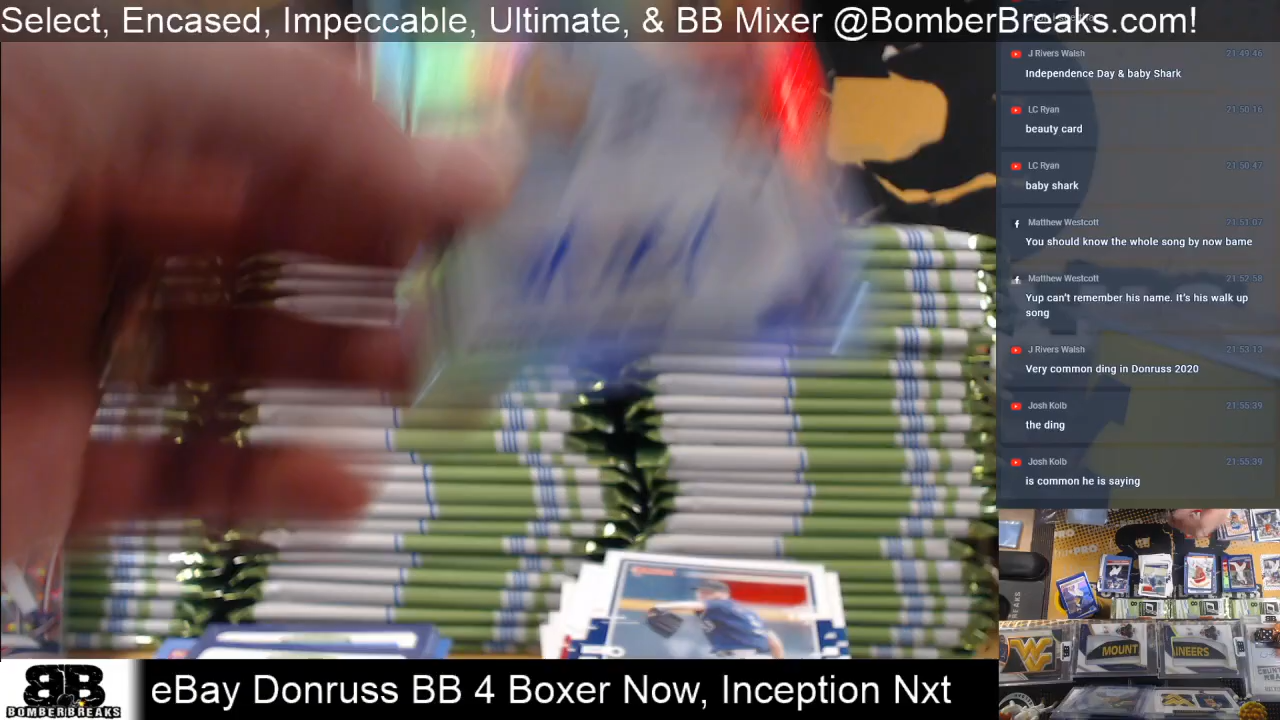 Select, Encased, Impeccable, Ultimate, & BB Mixer @BomberBreaks.com!
J Rivers Walsh 21:49:46
Independence Day & baby Shark
LC Ryan 21:50:16
beauty card
LC Ryan 21:50:47
baby shark
Matthew Westcott 21:51:07
You should know the whole song by now bame
Matthew Westcott 21:52:58
Yup can't remember his name. It's his walk up
song
J Rivers Walsh 21:53:13
Very common ding in Donruss 2020
Josh Kolb 21:55:39
the ding
Josh Kolb 21:55:39
is common he is saying
MOUNT
INEERS
BB
BOMBERBREAKS
eBay Donruss BB 4 Boxer Now, Inception Nxt